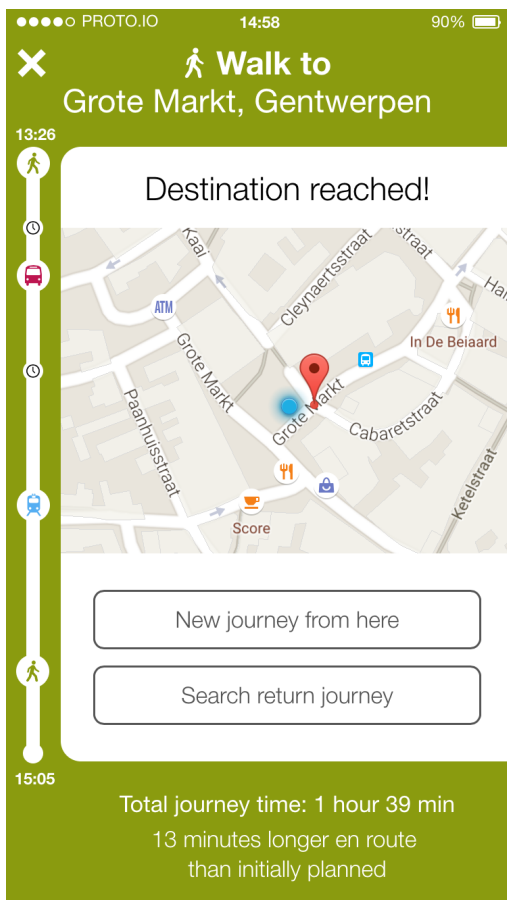 PROTO.IO 14:58 90%
Walk to
Grote Markt, Gentwerpen
13:26
Destination reached!
Kaai
Cleynaertsstraat
straat
Ha
ATM
In De Beiaard
Grote Markt
Grote Markt
Paanhuisstraat
Cabaretstraat
Ketelstraat
Score
New journey from here
Search return journey
15:05
Total journey time: 1 hour 39 min
13 minutes longer en route
than initially planned